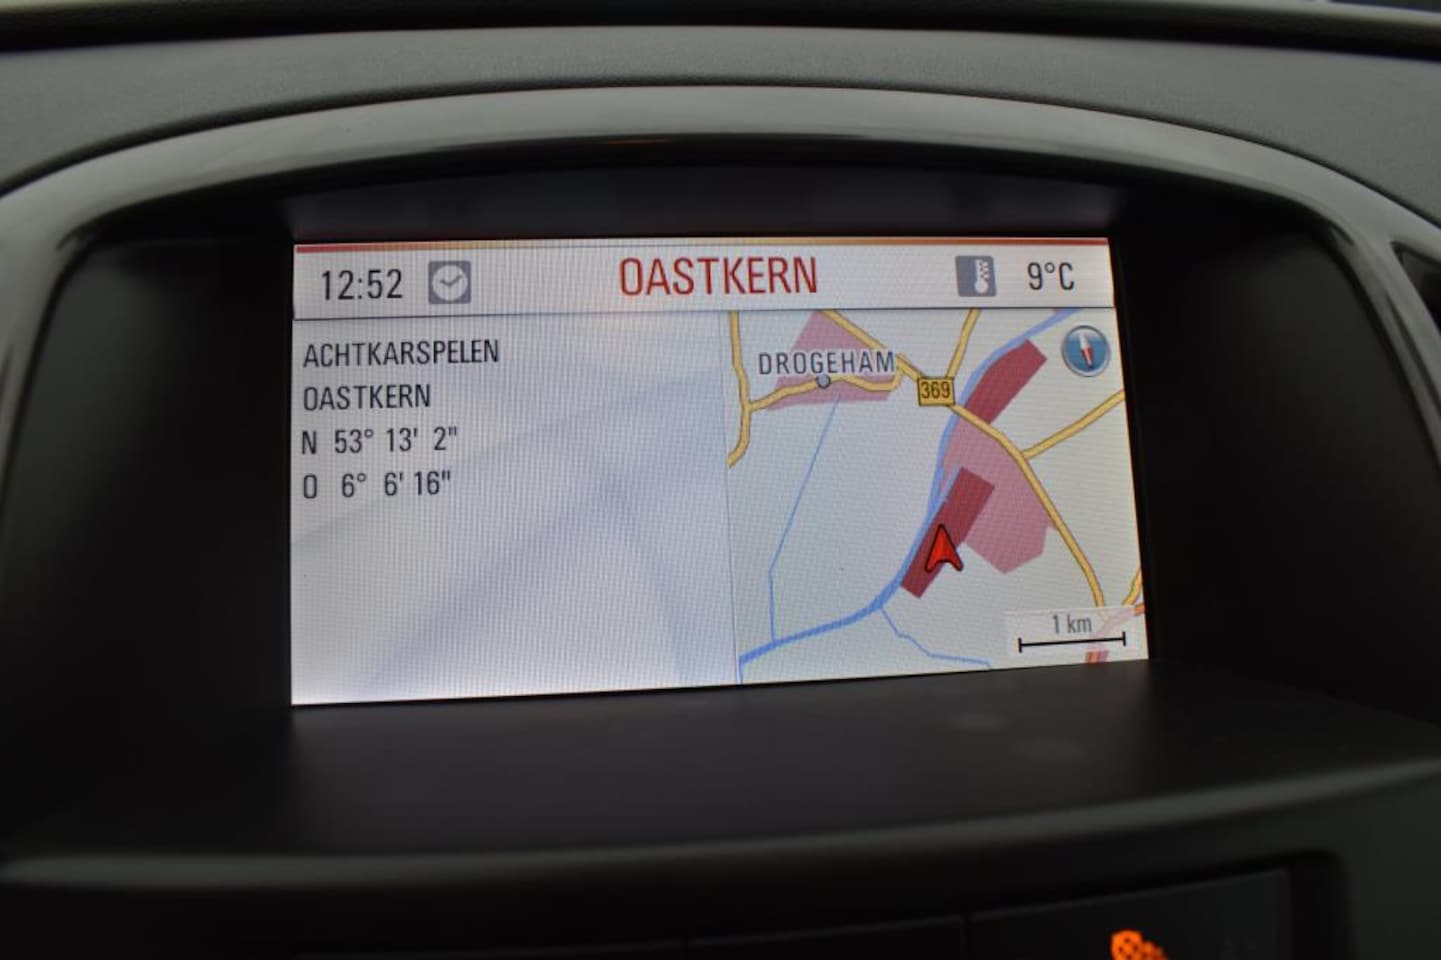 12:52 OASTKERN 9°C
ACHTKARSPELEN
OASTKERN
N 53° 13' 2"
O 6° 6' 16"
DROGEHAM
369
1 km